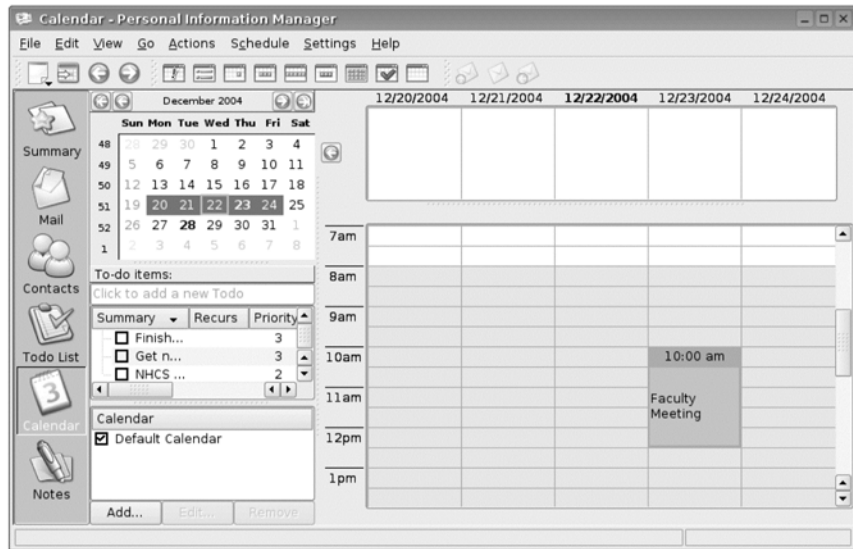 Calendar - Personal Information Manager
File Edit View Go Actions Schedule Settings Help
Summary
Mail
Contacts
Todo List
3
Calendar
Notes
December 2004
Sun Mon Tue Wed Thu Fri Sat
48 28 29 30 1 2 3 4
49 5 6 7 8 9 10 11
50 12 13 14 15 16 17 18
51 19 20 21 22 23 24 25
52 26 27 28 29 30 31 1
1 2 3 4 5 6 7 8
To-do items:
Click to add a new Todo
Summary Recurs Priority
Finish... 3
Get n... 3
NHCS ... 2
Calendar
Default Calendar
Add... Edit... Remove
12/20/2004 12/21/2004 12/22/2004 12/23/2004 12/24/2004
7am
8am
9am
10am
11am
12pm
1pm
10:00 am
Faculty
Meeting